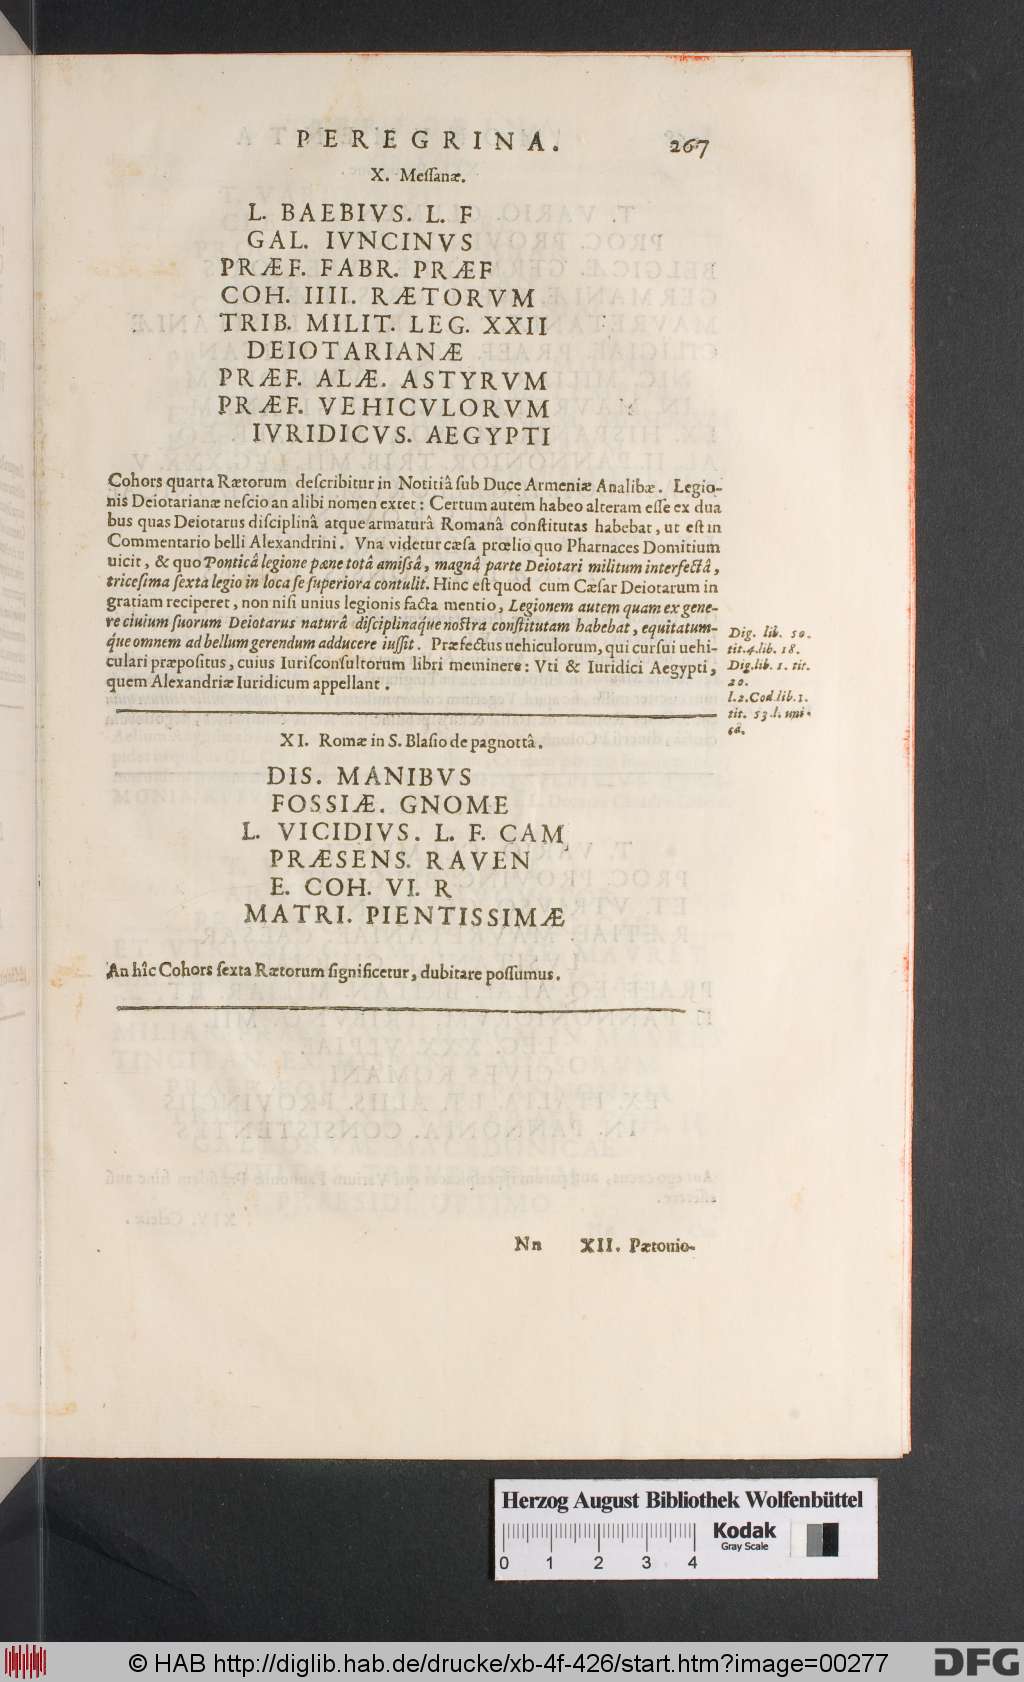 PEREGRINA. 267
X. Meſſanæ.
L. BAEBIVS. L. F
GAL. IVNCINVS
PRÆF. FABR. PRÆF
COH. IIII. RÆTORVM
TRIB. MILIT. LEG. XXII
DEIOTARIANÆ
PRÆF. ALÆ. ASTYRVM
PRÆF. VEHICVLORVM
IVRIDICVS. AEGYPTI
Cohors quarta Rætorum deſcribitur in Notitiâ ſub Duce Armeniæ Analibæ. Legio-
nis Deiotarianæ neſcio an alibi nomen extet: Certum autem habeo alteram eſſe ex dua
bus quas Deiotarus diſciplinâ atque armaturâ Romanâ conſtitutas habebat, ut eſt in
Commentario belli Alexandrini. Vna videtur cæſa prœlio quo Pharnaces Domitium
uicit, & quo Ponticâ legione pæne totâ amiſsâ, magnâ parte Deiotari militum interfectâ,
triceſima ſexta legio in loca ſe ſuperiora contulit. Hinc eſt quod cum Cæſar Deiotarum in
gratiam reciperet, non niſi unius legionis facta mentio, Legionem autem quam ex gene-
re ciuium ſuorum Deiotarus naturâ diſciplinaque noſtra conſtitutam habebat, equitatum-
que omnem ad bellum gerendum adducere iuſſit. Præfectus uehiculorum, qui curſui uehi-
culari præpoſitus, cuius Iuriſconſultorum libri meminere: Vti & Iuridici Aegypti,
quem Alexandriæ Iuridicum appellant.
Dig. lib. 50.
tit. 4. lib. 18.
Dig. lib. 1. tit.
20.
l. 2. Cod. lib. 1.
tit. 53. l. uni-
câ.
XI. Romæ in S. Blaſio de pagnottâ.
DIS. MANIBVS
FOSSIÆ. GNOME
L. VICIDIVS. L. F. CAM
PRÆSENS. RAVEN
E. COH. VI. R
MATRI. PIENTISSIMÆ
An hîc Cohors ſexta Rætorum ſignificetur, dubitare poſſumus.
Nn XII. Pætouio-
Herzog August Bibliothek Wolfenbüttel
Kodak
Gray Scale
0 1 2 3 4
© HAB http://diglib.hab.de/drucke/xb-4f-426/start.htm?image=00277
DFG